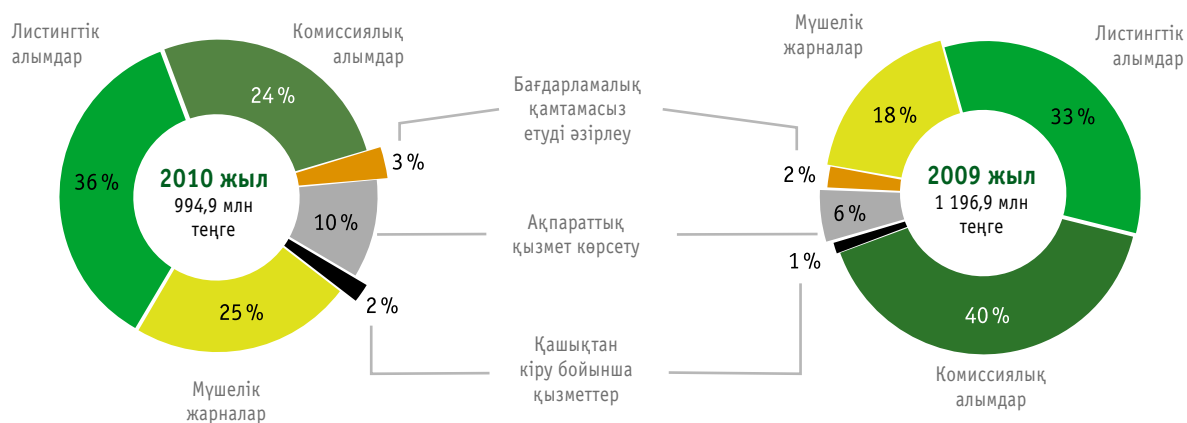 Листингтік
алымдар
Комиссиялық
алымдар
24 %
3 %
36 %
2010 жыл
994,9 млн
теңге
10 %
2 %
25 %
Мүшелік
жарналар
Бағдарламалық
қамтамасыз
етуді әзірлеу
Ақпараттық
қызмет көрсету
Қашықтан
кіру бойынша
қызметтер
Мүшелік
жарналар
Листингтік
алымдар
18 %
33 %
2 %
2009 жыл
1 196,9 млн
теңге
6 %
1 %
40 %
Комиссиялық
алымдар